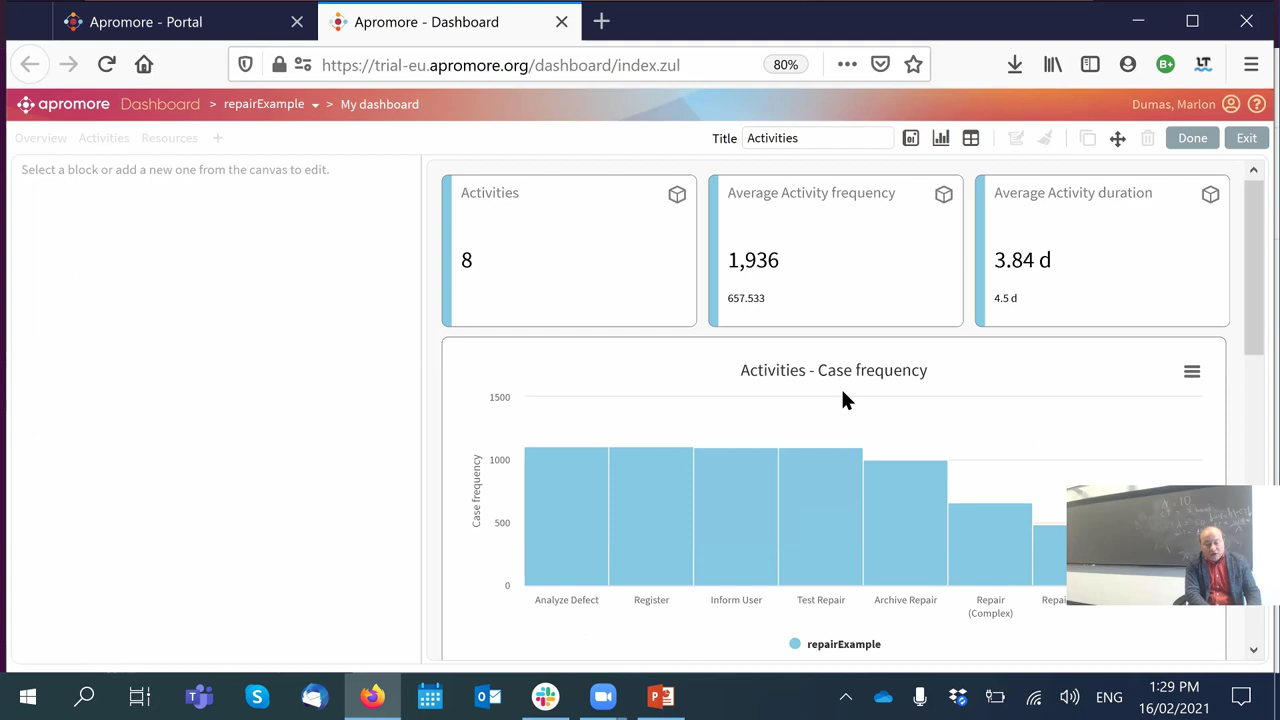 Apromore - Portal
Apromore - Dashboard
https://trial-eu.apromore.org/dashboard/index.zul
80%
apromore Dashboard > repairExample > My dashboard
Dumas, Marlon
Overview Activities Resources +
Title Activities
Done Exit
Select a block or add a new one from the canvas to edit.
Activities
8
Average Activity frequency
1,936
657.533
Average Activity duration
3.84 d
4.5 d
Activities - Case frequency
Case frequency
1500
1000
500
0
Analyze Defect
Register
Inform User
Test Repair
Archive Repair
Repair
(Complex)
repairExample
ENG
1:29 PM
16/02/2021